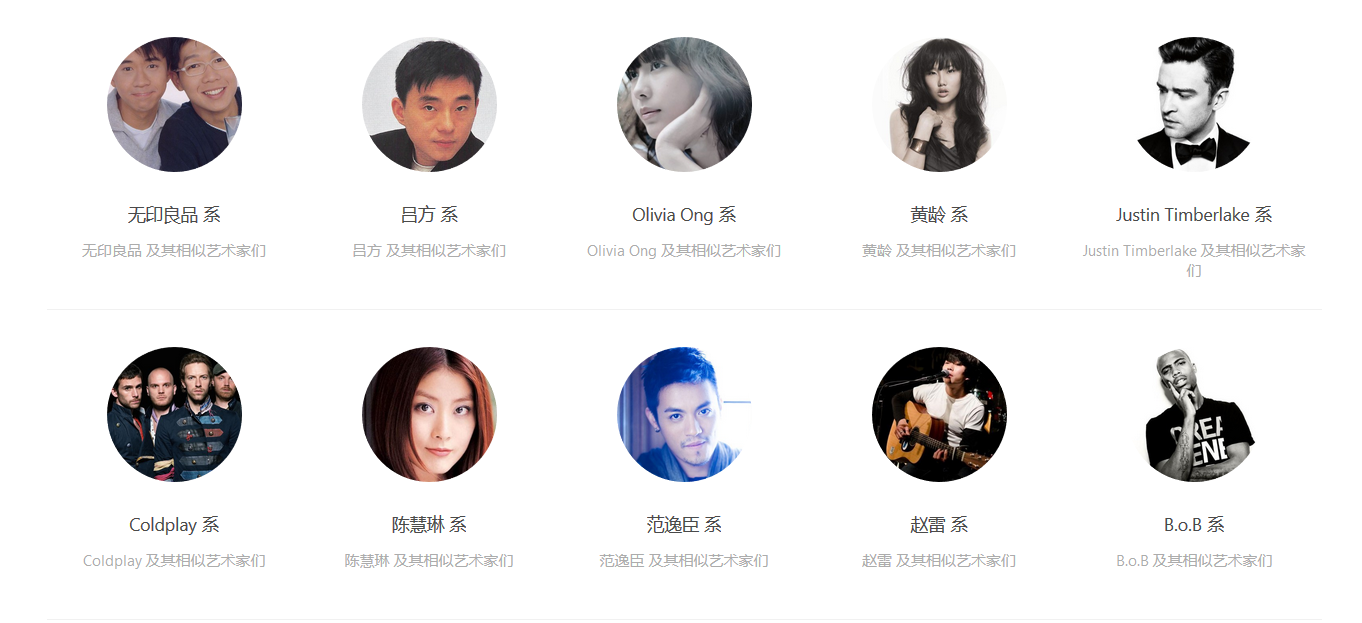 无印良品 系
吕方 系
Olivia Ong 系
黄龄 系
Justin Timberlake 系
无印良品 及其相似艺术家们
吕方 及其相似艺术家们
Olivia Ong 及其相似艺术家们
黄龄 及其相似艺术家们
Justin Timberlake 及其相似艺术家
们
Coldplay 系
陈慧琳 系
范逸臣 系
赵雷 系
B.o.B 系
Coldplay 及其相似艺术家们
陈慧琳 及其相似艺术家们
范逸臣 及其相似艺术家们
赵雷 及其相似艺术家们
B.o.B 及其相似艺术家们